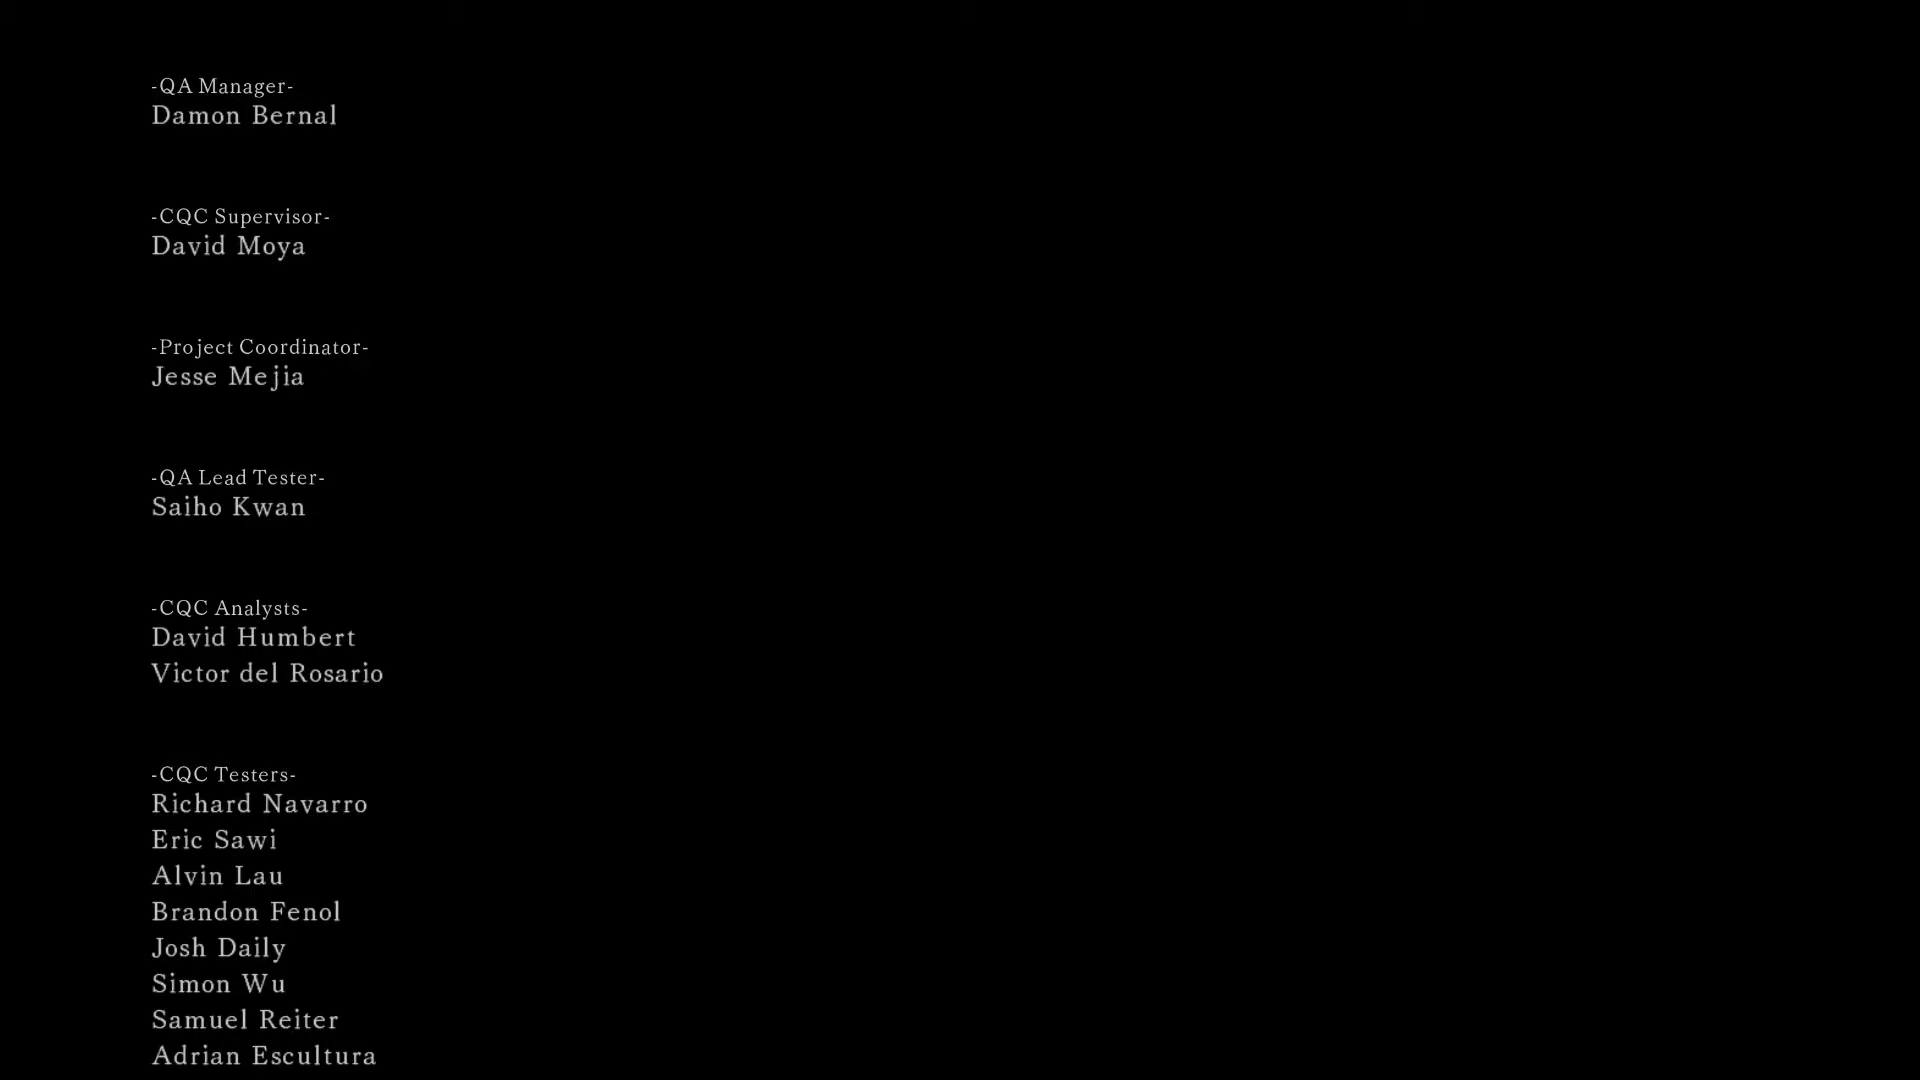 -QA Manager-
Damon Bernal
-CQC Supervisor-
David Moya
-Project Coordinator-
Jesse Mejia
-QA Lead Tester-
Saiho Kwan
-CQC Analysts-
David Humbert
Victor del Rosario
-CQC Testers-
Richard Navarro
Eric Sawi
Alvin Lau
Brandon Fenol
Josh Daily
Simon Wu
Samuel Reiter
Adrian Escultura